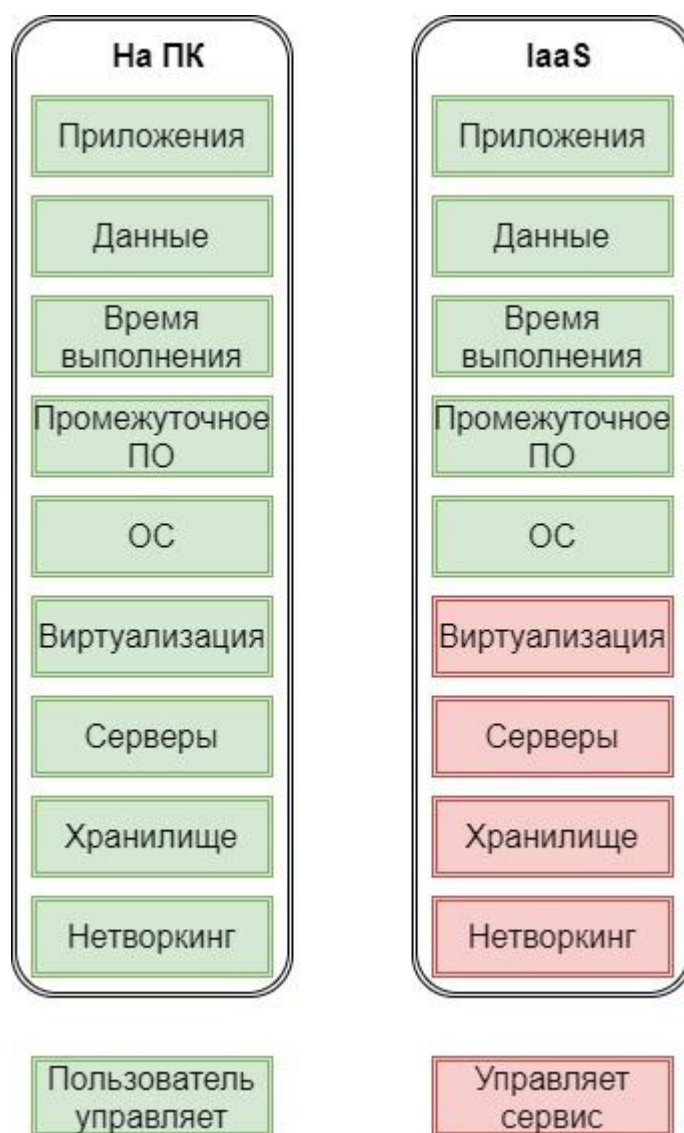 На ПК
Приложения
Данные
Время
выполнения
Промежуточное
ПО
ОС
Виртуализация
Серверы
Хранилище
Нетворкинг
IaaS
Приложения
Данные
Время
выполнения
Промежуточное
ПО
ОС
Виртуализация
Серверы
Хранилище
Нетворкинг
Пользователь
управляет
Управляет
сервис